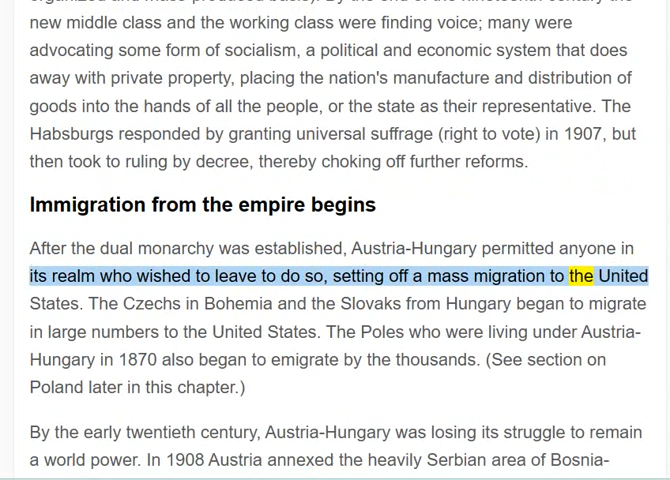 new middle class and the working class were finding voice; many were
advocating some form of socialism, a political and economic system that does
away with private property, placing the nation's manufacture and distribution of
goods into the hands of all the people, or the state as their representative. The
Habsburgs responded by granting universal suffrage (right to vote) in 1907, but
then took to ruling by decree, thereby choking off further reforms.
Immigration from the empire begins
After the dual monarchy was established, Austria-Hungary permitted anyone in
its realm who wished to leave to do so, setting off a mass migration to the United
States. The Czechs in Bohemia and the Slovaks from Hungary began to migrate
in large numbers to the United States. The Poles who were living under Austria-
Hungary in 1870 also began to emigrate by the thousands. (See section on
Poland later in this chapter.)
By the early twentieth century, Austria-Hungary was losing its struggle to remain
a world power. In 1908 Austria annexed the heavily Serbian area of Bosnia-